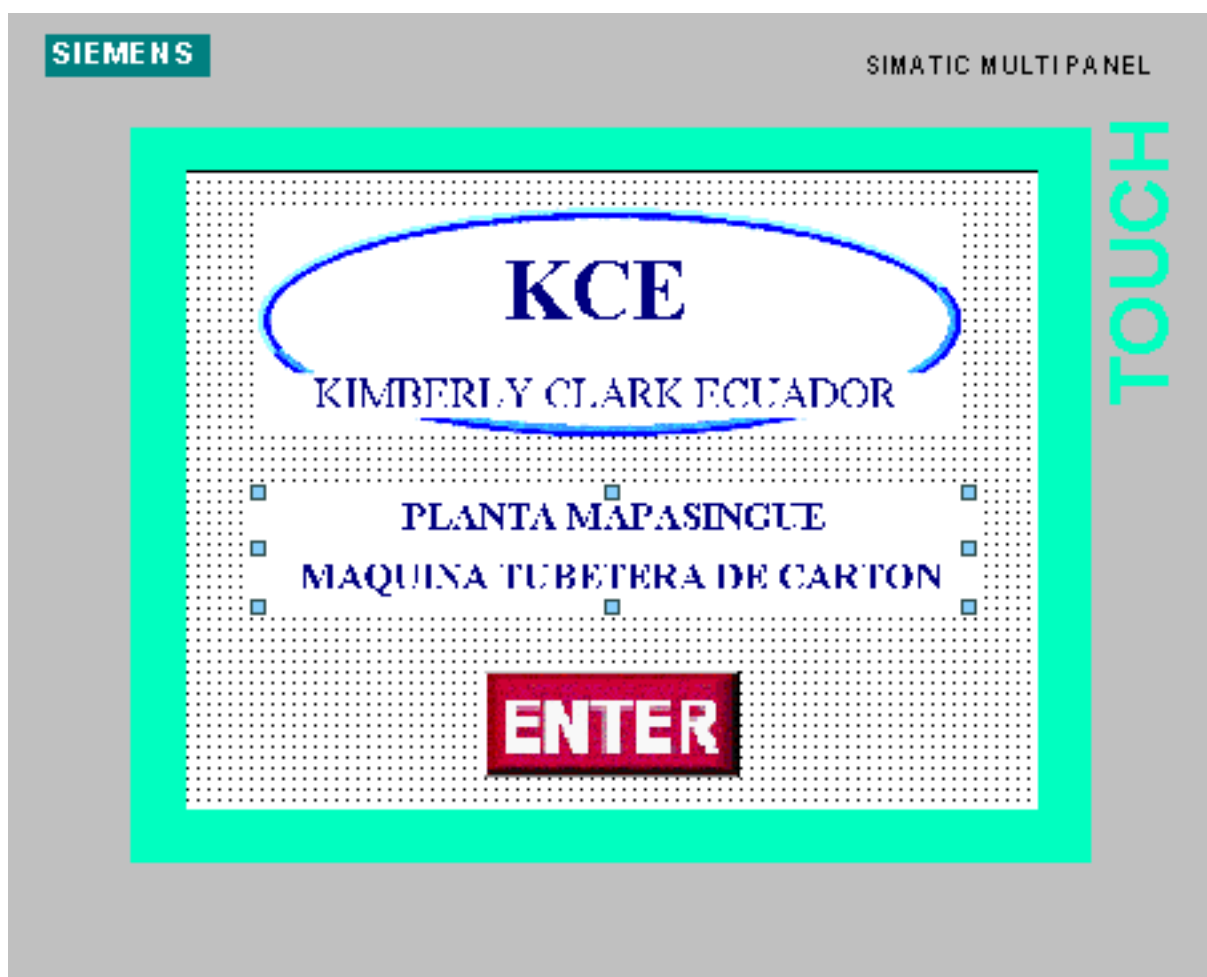 SIEMENS
SIMATIC MULTIPANEL
TOUCH
KCE
KIMBERLY CLARK ECUADOR
PLANTA MAPASINGUE
MAQUINA TUBETERA DE CARTON
ENTER